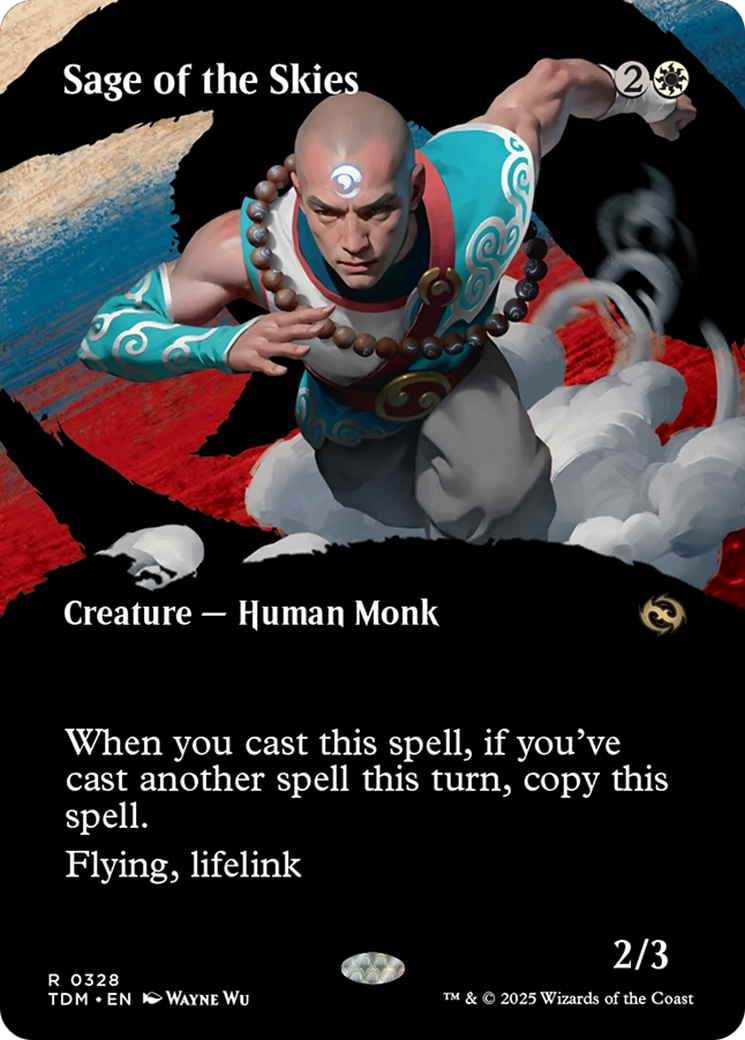 Sage of the Skies 2
Creature — Human Monk
When you cast this spell, if you’ve
cast another spell this turn, copy this
spell.
Flying, lifelink
2/3
R 0328
TDM • EN Wayne Wu
™ & © 2025 Wizards of the Coast